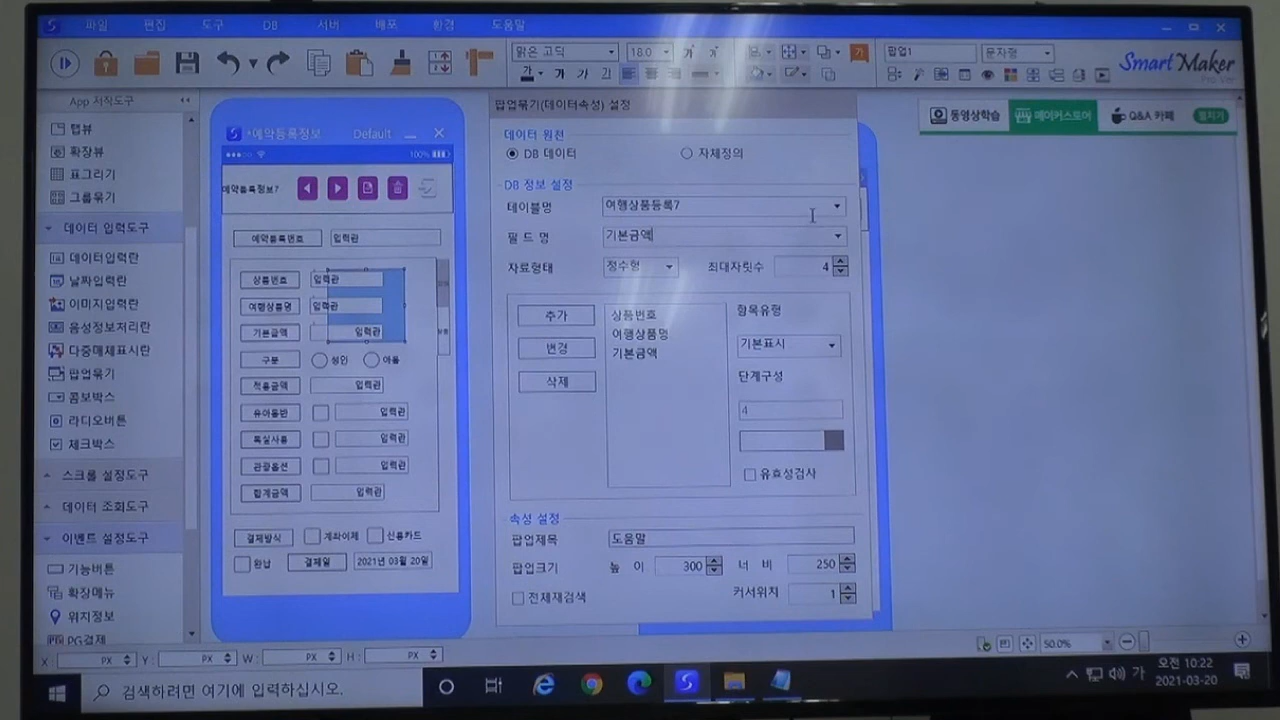 파일 편집 도구 DB 서버 배포 환경 도움말
맑은 고딕 18.0 팝업1 문자형
SmartMaker
Pro Ver
가 가 가 가
App 저작도구
탭뷰
확장뷰
표그리기
그룹묶기
데이터 입력도구
데이터입력란
날짜입력란
이미지입력란
음성정보처리란
다중매체표시란
팝업묶기
콤보박스
라디오버튼
체크박스
스크롤 설정도구
데이터 조회도구
이벤트 설정도구
기능버튼
확장메뉴
위치정보
PG결제
*예약등록정보 Default
100%
예약등록정보7
예약등록번호 입력란
상품번호 입력란
여행상품명 입력란
기본금액 입력란
구분 성인 아동
적용금액 입력란
유아동반 입력란
독실사용 입력란
관광옵션 입력란
합계금액 입력란
결제방식 계좌이체 신용카드
완납 결제일 2021년 03월 20일
팝업묶기(데이터속성) 설정
데이터 원천
DB 데이터 자체정의
DB 정보 설정
테이블명 여행상품등록7
필 드 명 기본금액
자료형태 정수형 최대자릿수 4
추가
변경
삭제
상품번호
여행상품명
기본금액
항목유형
기본표시
단계구성
4
유효성검사
속성 설정
팝업제목 도움말
팝업크기 높 이 300 너 비 250
전체재검색 커서위치 1
동영상학습 메이커스토어 Q&A 카페 펼치기
X : PX Y : PX W : PX H : PX
50.0%
검색하려면 여기에 입력하십시오.
가 오전 10:22
2021-03-20